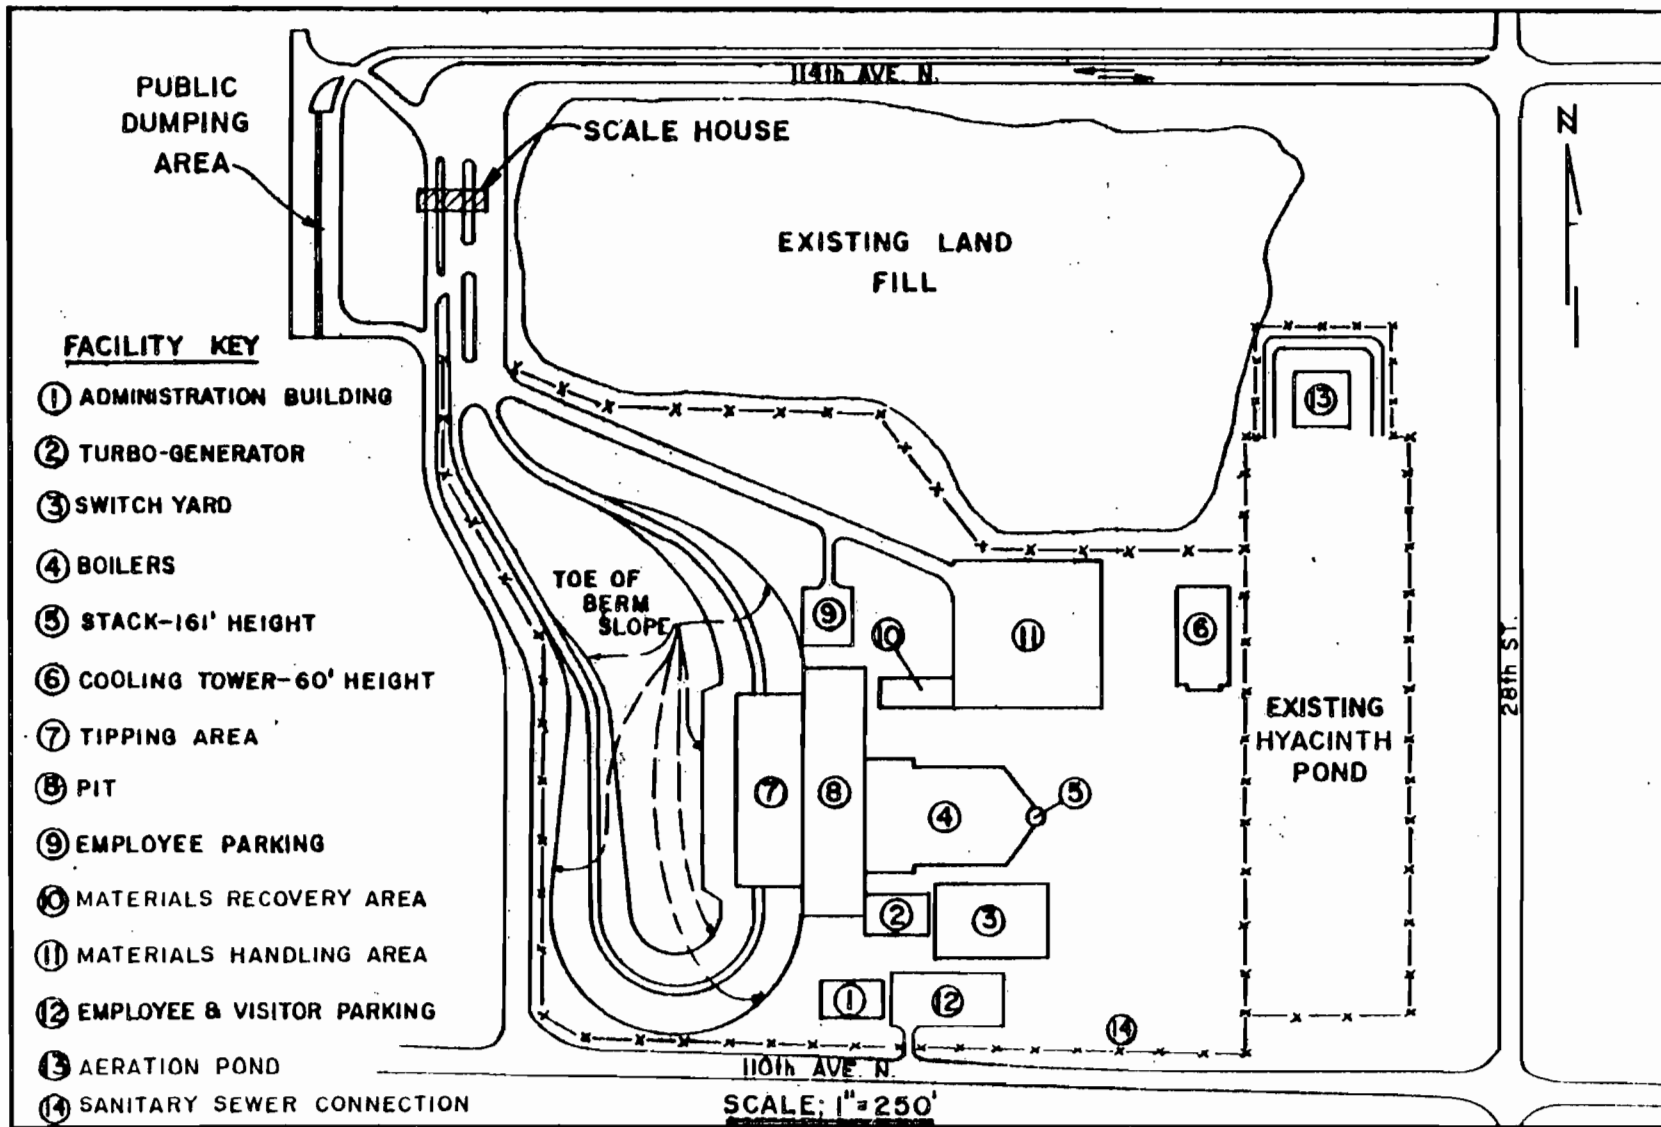 114th AVE. N.
PUBLIC
DUMPING
AREA
SCALE HOUSE
N
EXISTING LAND
FILL
FACILITY KEY
1 ADMINISTRATION BUILDING
2 TURBO-GENERATOR
3 SWITCH YARD
4 BOILERS
5 STACK-161' HEIGHT
6 COOLING TOWER-60' HEIGHT
7 TIPPING AREA
8 PIT
9 EMPLOYEE PARKING
10 MATERIALS RECOVERY AREA
11 MATERIALS HANDLING AREA
12 EMPLOYEE & VISITOR PARKING
13 AERATION POND
14 SANITARY SEWER CONNECTION
13
TOE OF
BERM
SLOPE
9
10
11
6
28th ST.
EXISTING
HYACINTH
POND
7
8
4
5
2
3
1
12
14
110th AVE. N.
SCALE; 1"=250'